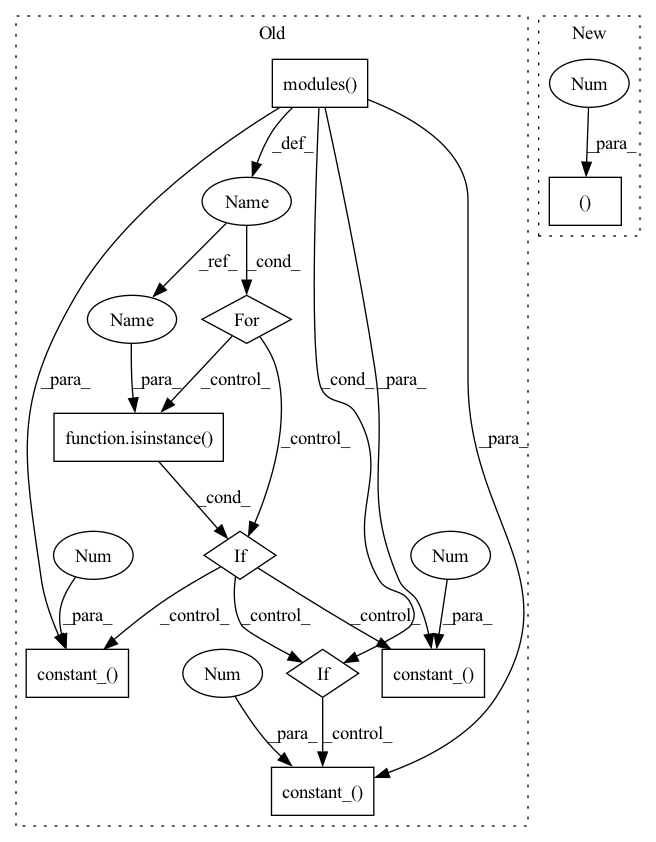 Old
New
modules()
Num
_def_
_para_
Name
()
_ref_
_cond_
Name
For
_para_
_para_
_control_
_cond_
_para_
_control_
_para_
function.isinstance()
_cond_
Num
If
Num
_para_
_control_
_control_
_control_
_para_
constant_()
Num
If
constant_()
_para_
_control_
constant_()